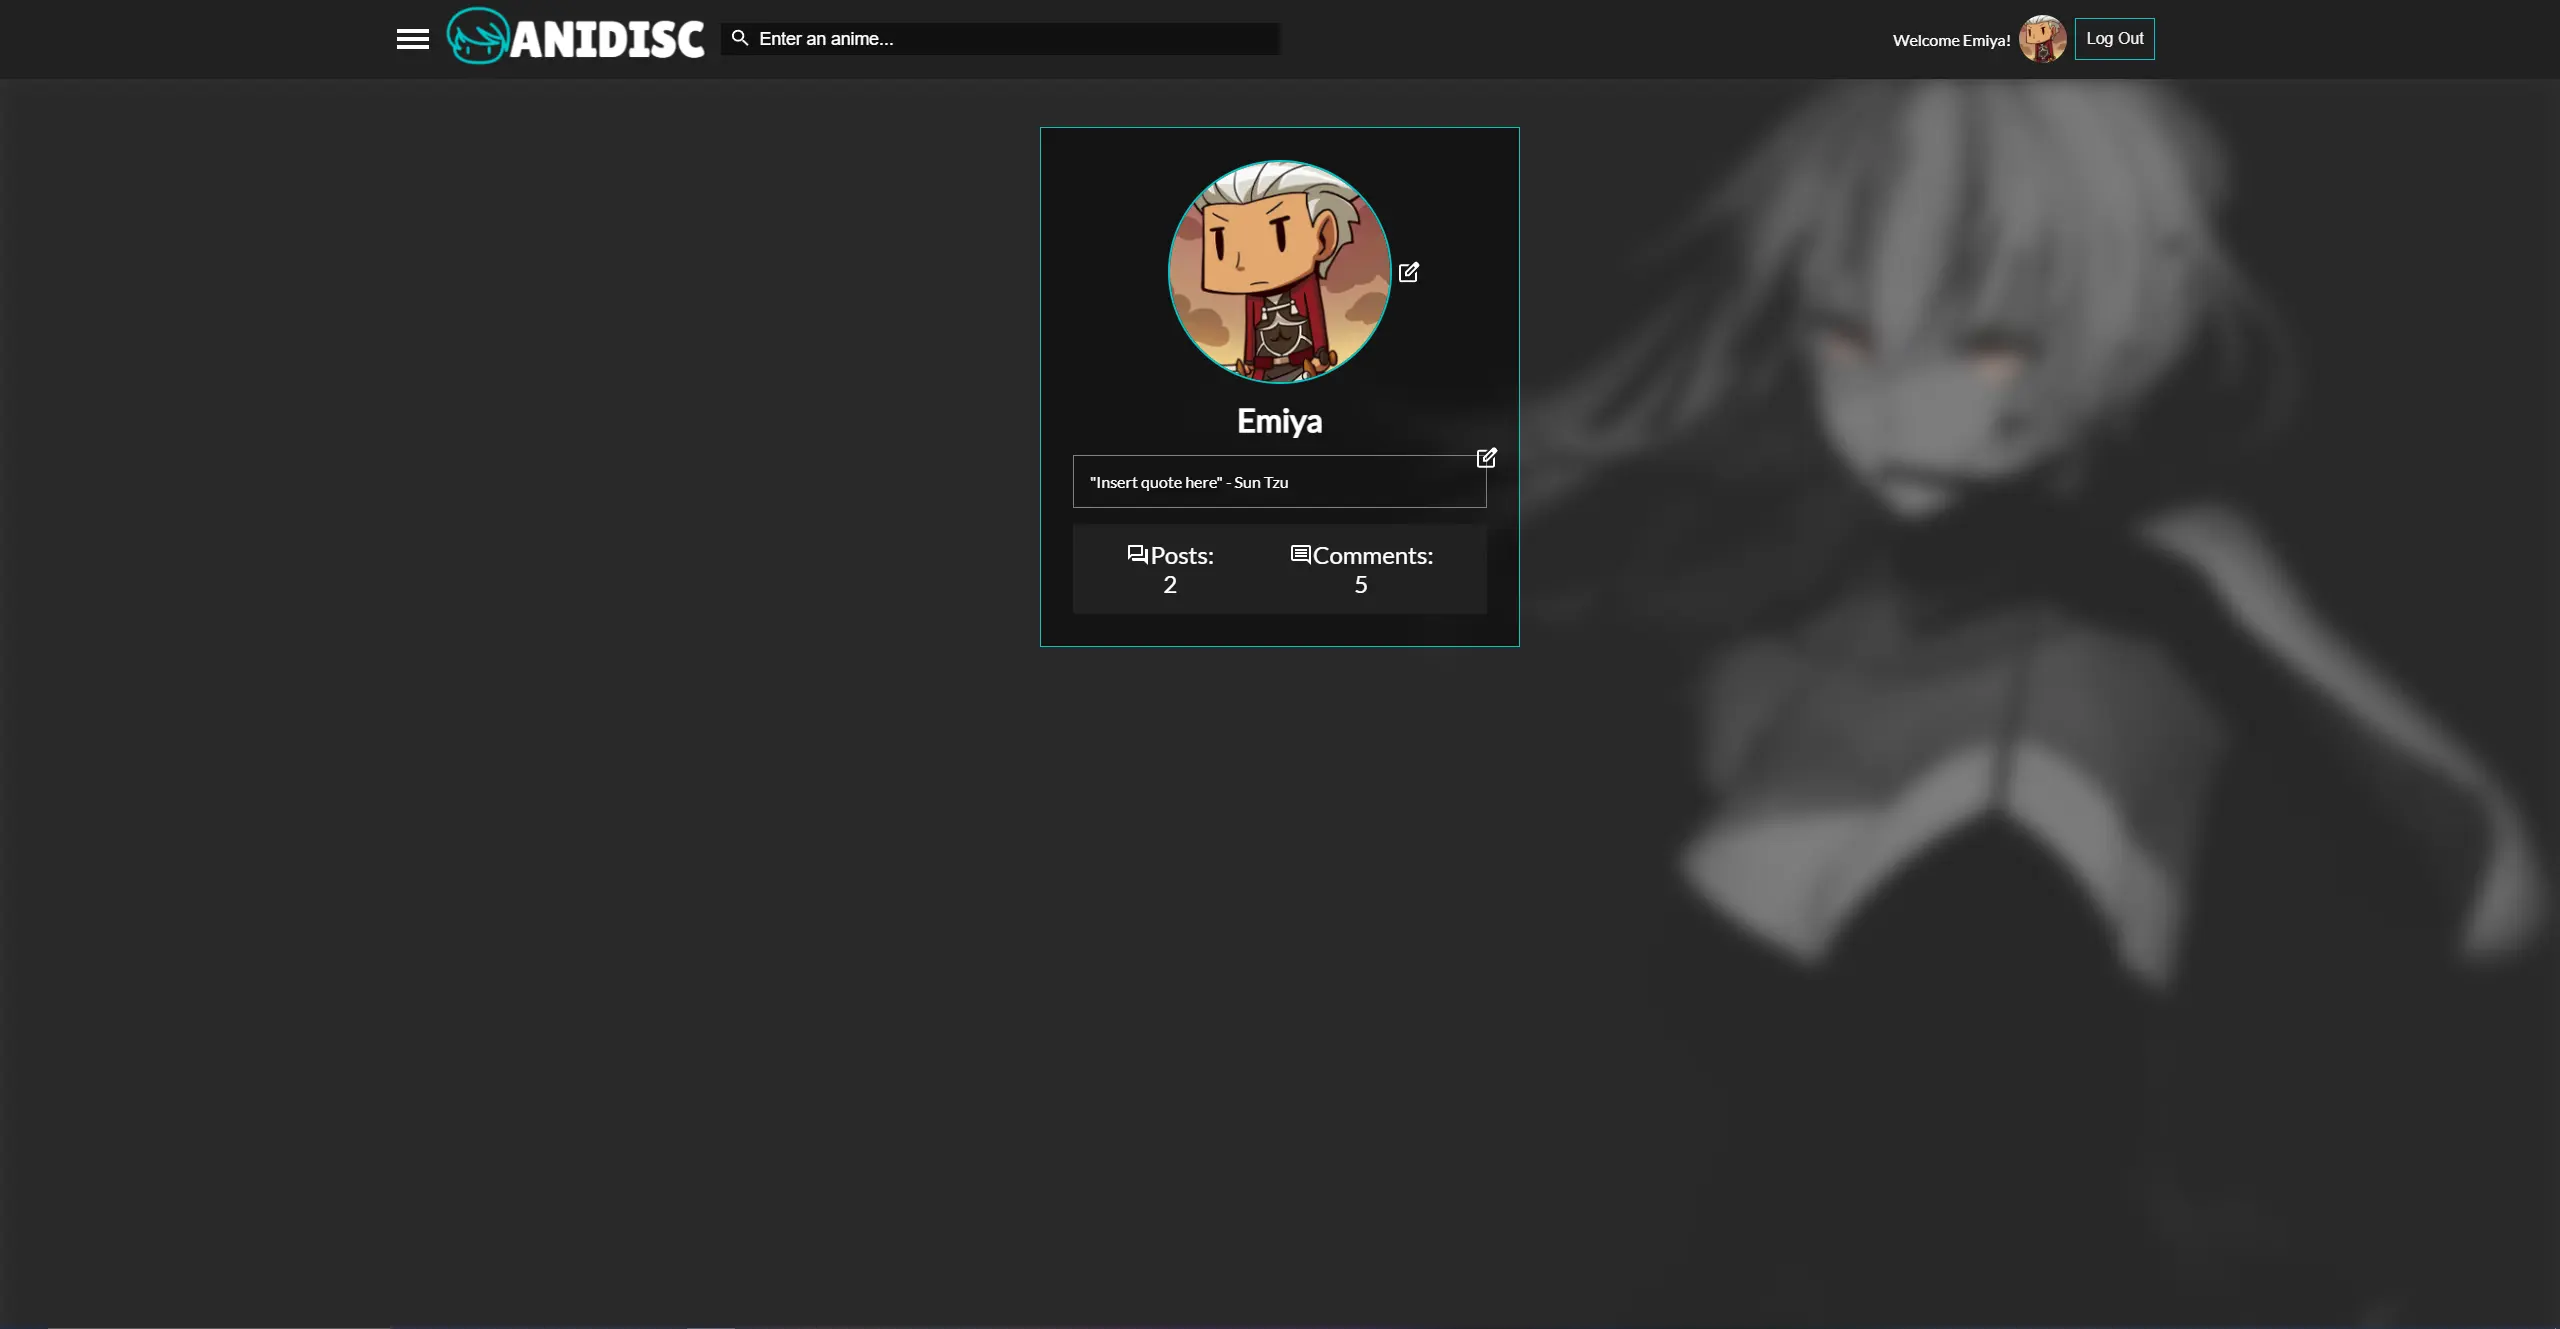 ANIDISC
Enter an anime...
Welcome Emiya!
Log Out
Emiya
"Insert quote here" - Sun Tzu
Posts:
2
Comments:
5